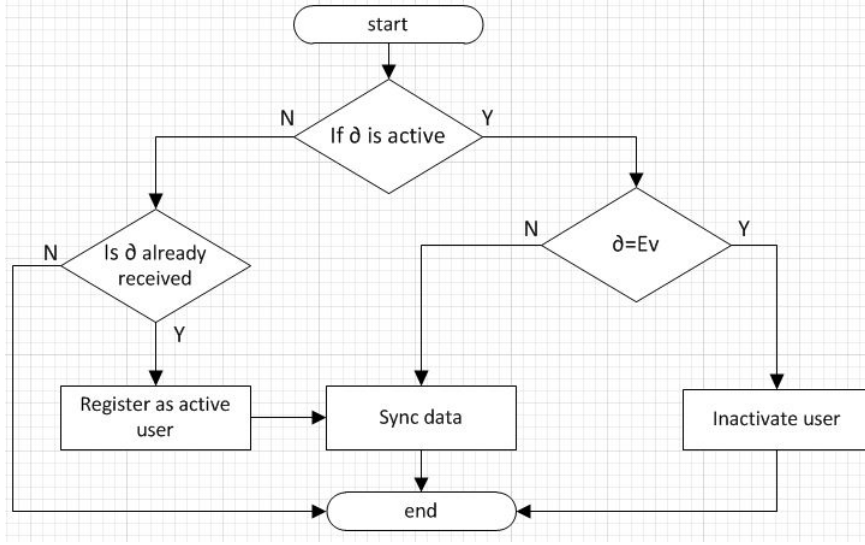 start
N
Y
If ∂ is active
N
Is ∂ already
received
N
∂=Ev
Y
Y
Register as active
user
Sync data
Inactivate user
end